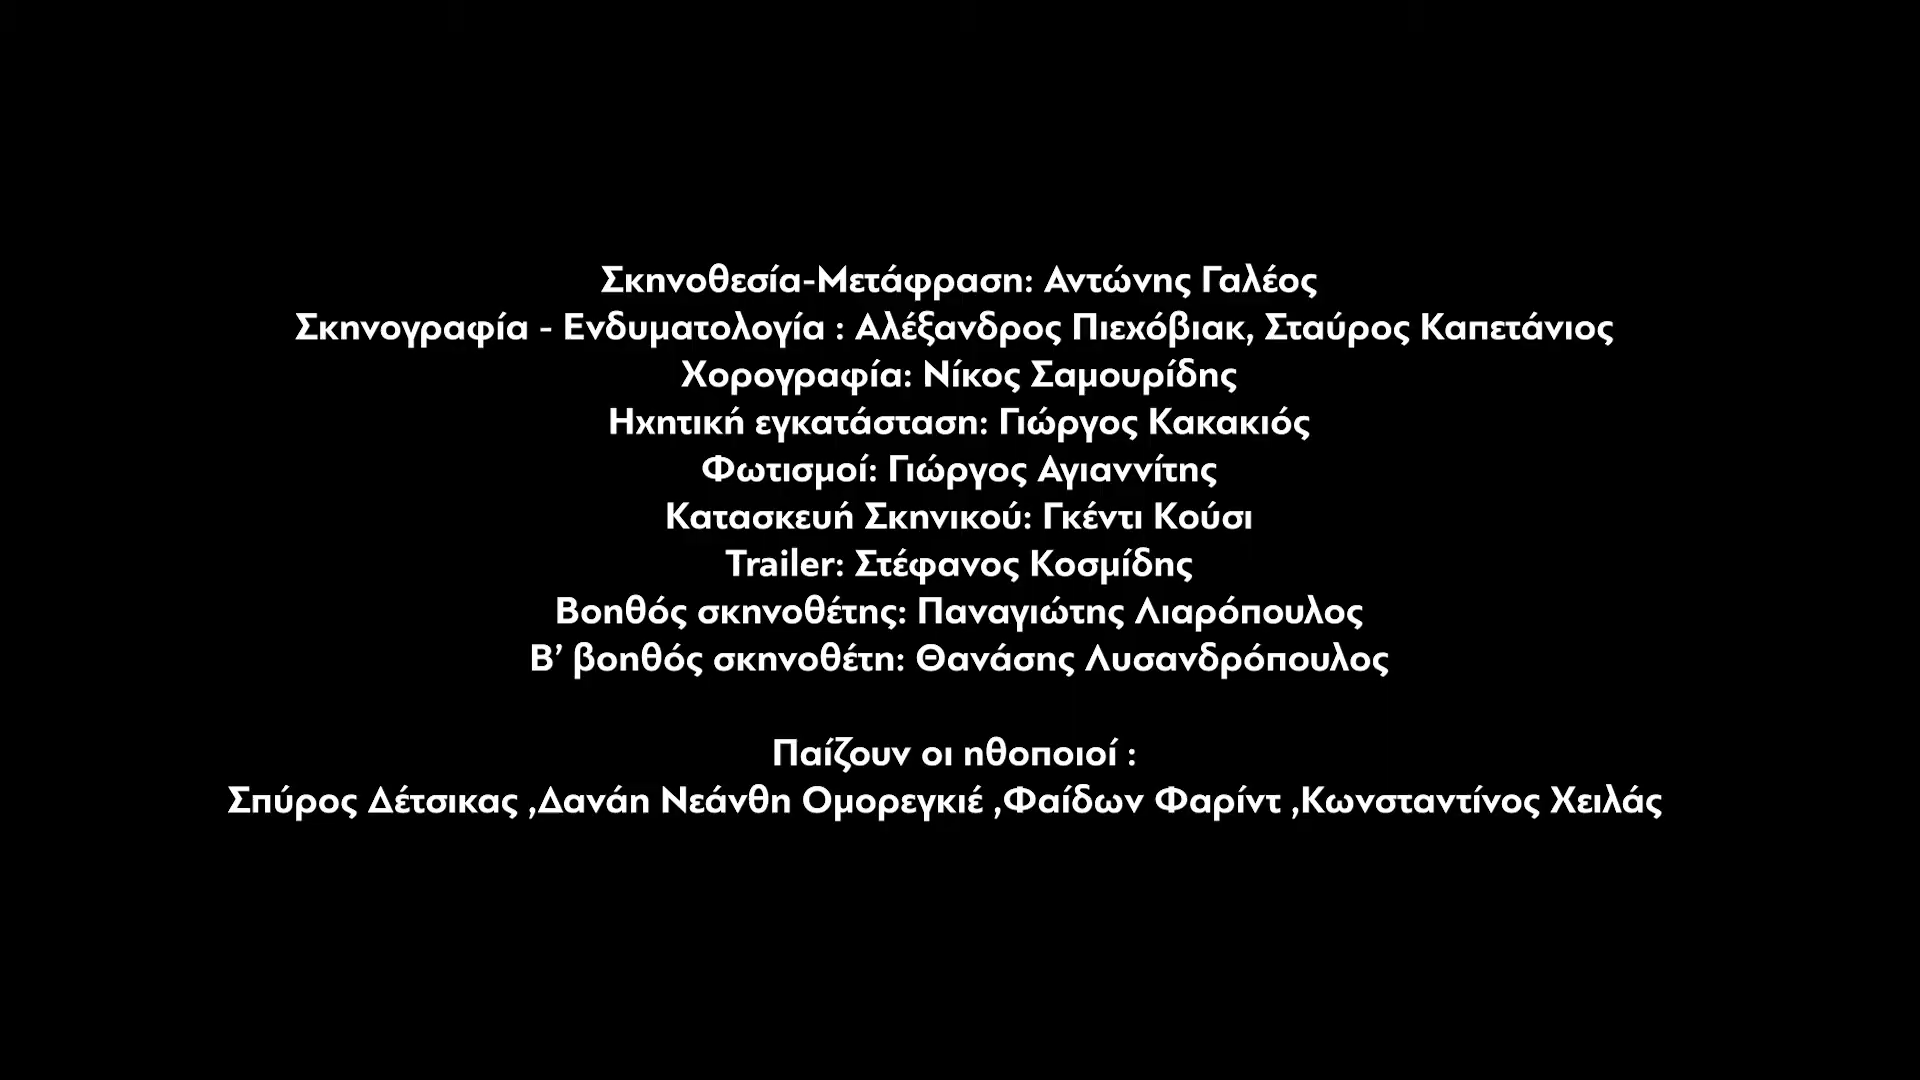 Σκηνοθεσία-Μετάφραση: Αντώνης Γαλέος
Σκηνογραφία - Ενδυματολογία : Αλέξανδρος Πιεχόβιακ, Σταύρος Καπετάνιος
Χορογραφία: Νίκος Σαμουρίδης
Ηχητική εγκατάσταση: Γιώργος Κακακιός
Φωτισμοί: Γιώργος Αγιαννίτης
Κατασκευή Σκηνικού: Γκέντι Κούσι
Trailer: Στέφανος Κοσμίδης
Βοηθός σκηνοθέτης: Παναγιώτης Λιαρόπουλος
Β’ βοηθός σκηνοθέτη: Θανάσης Λυσανδρόπουλος
Παίζουν οι ηθοποιοί :
Σπύρος Δέτσικας ,Δανάη Νεάνθη Ομορεγκιέ ,Φαίδων Φαρίντ ,Κωνσταντίνος Χειλάς